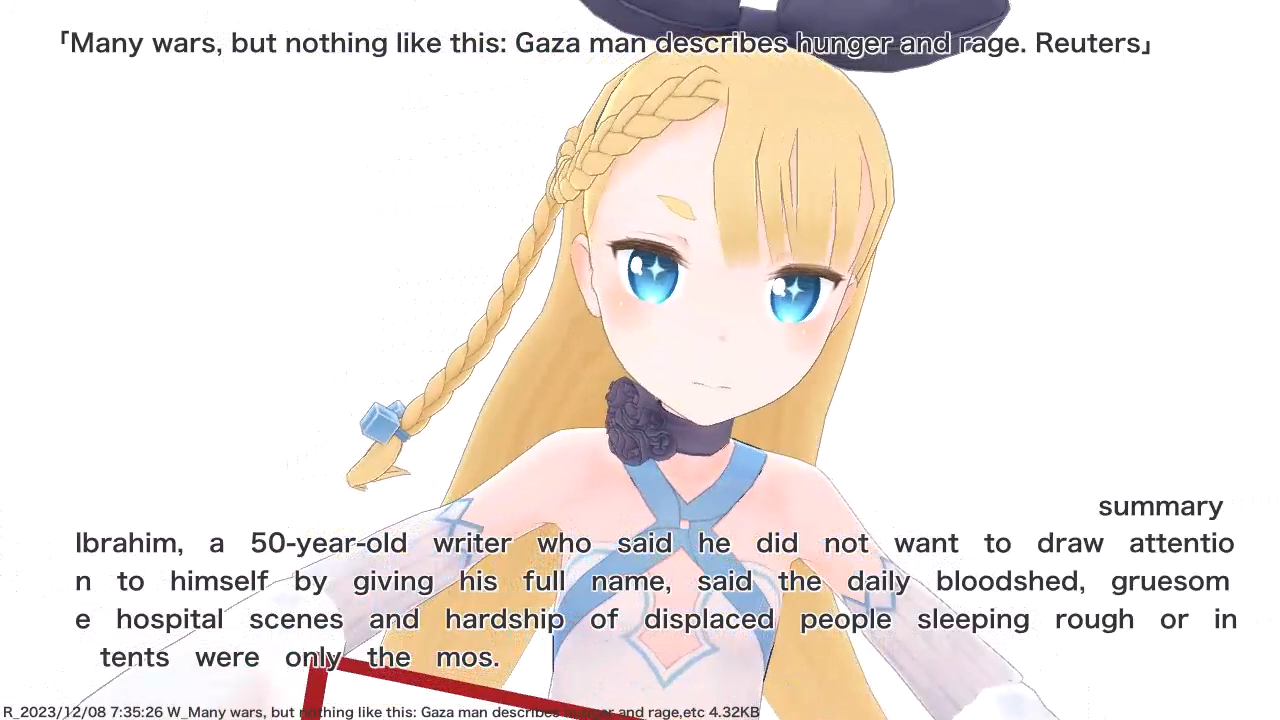 「Many wars, but nothing like this: Gaza man describes hunger and rage. Reuters」
summary
Ibrahim, a 50-year-old writer who said he did not want to draw attentio
n to himself by giving his full name, said the daily bloodshed, gruesom
e hospital scenes and hardship of displaced people sleeping rough or in
tents were only the mos.
R_2023/12/08 7:35:26 W_Many wars, but nothing like this: Gaza man describes hunger and rage,etc 4.32KB